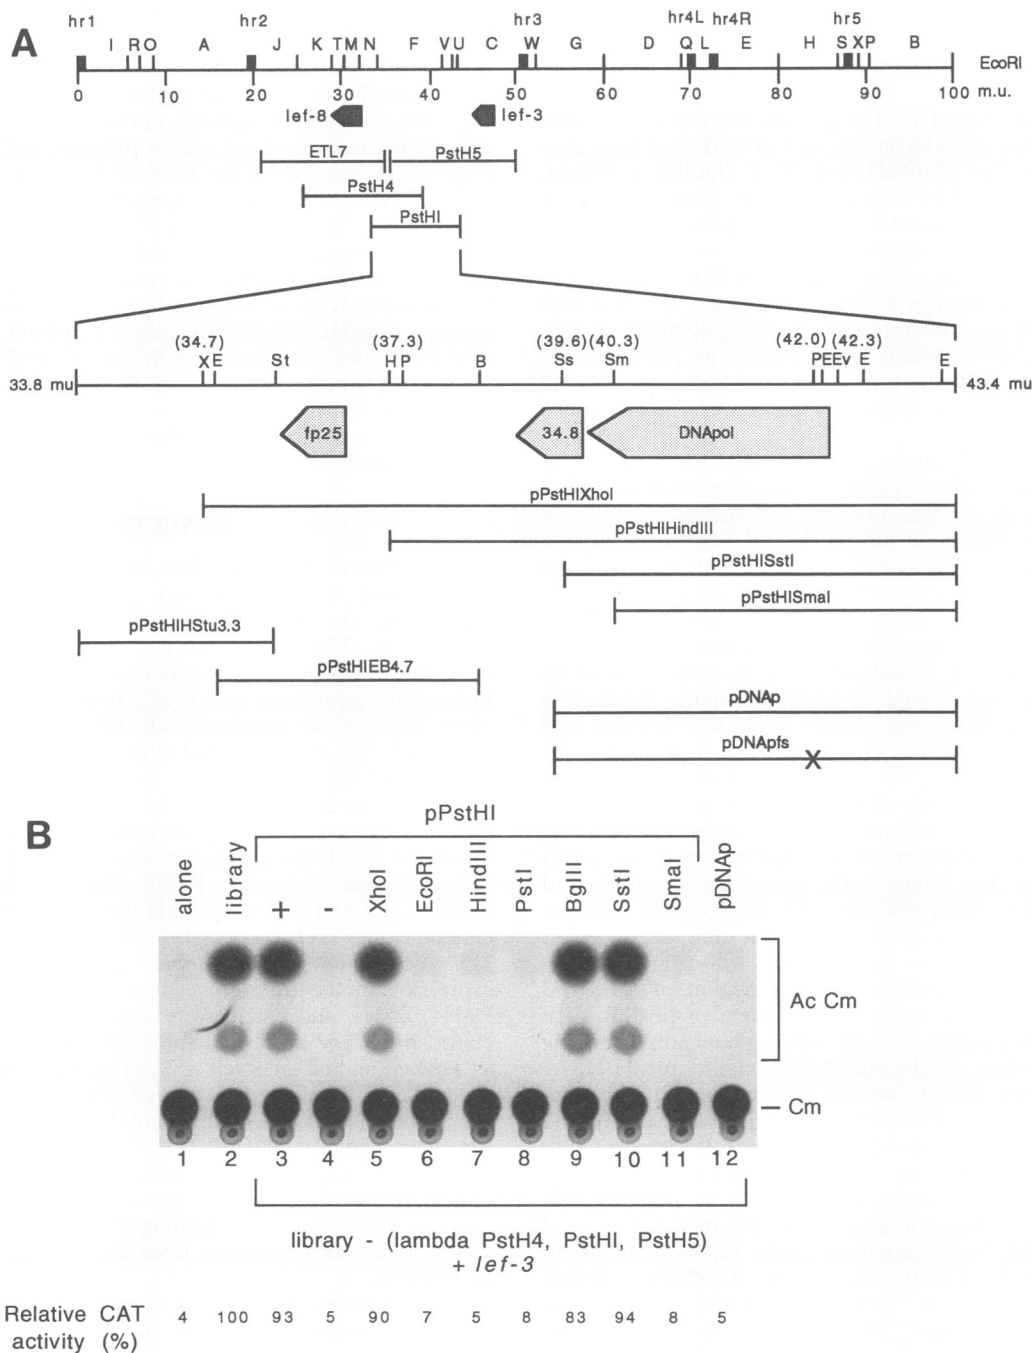 A
hr1 hr2 hr3 hr4L hr4R hr5
I R O A J K T M N F V U C W G D Q L E H S X P B
EcoRI
0 10 20 30 40 50 60 70 80 90 100 m.u.
lef-8 lef-3
ETL7 PstH5
PstH4
PstHI
(34.7) (37.3) (39.6) (40.3) (42.0) (42.3)
X E St H P B Ss Sm P E Ev E E
33.8 mu 43.4 mu
fp25 34.8 DNApol
pPstHIXhoI
pPstHIHindIII
pPstHISstI
pPstHISmaI
pPstHIHStu3.3
pPstHIEB4.7
pDNAp
pDNApfs
X
B
pPstHI
alone library + - XhoI EcoRI HindIII PstI BglII SstI SmaI pDNAp
Ac Cm
Cm
1 2 3 4 5 6 7 8 9 10 11 12
library - (lambda PstH4, PstHI, PstH5)
+ lef-3
Relative CAT 4 100 93 5 90 7 5 8 83 94 8 5
activity (%)